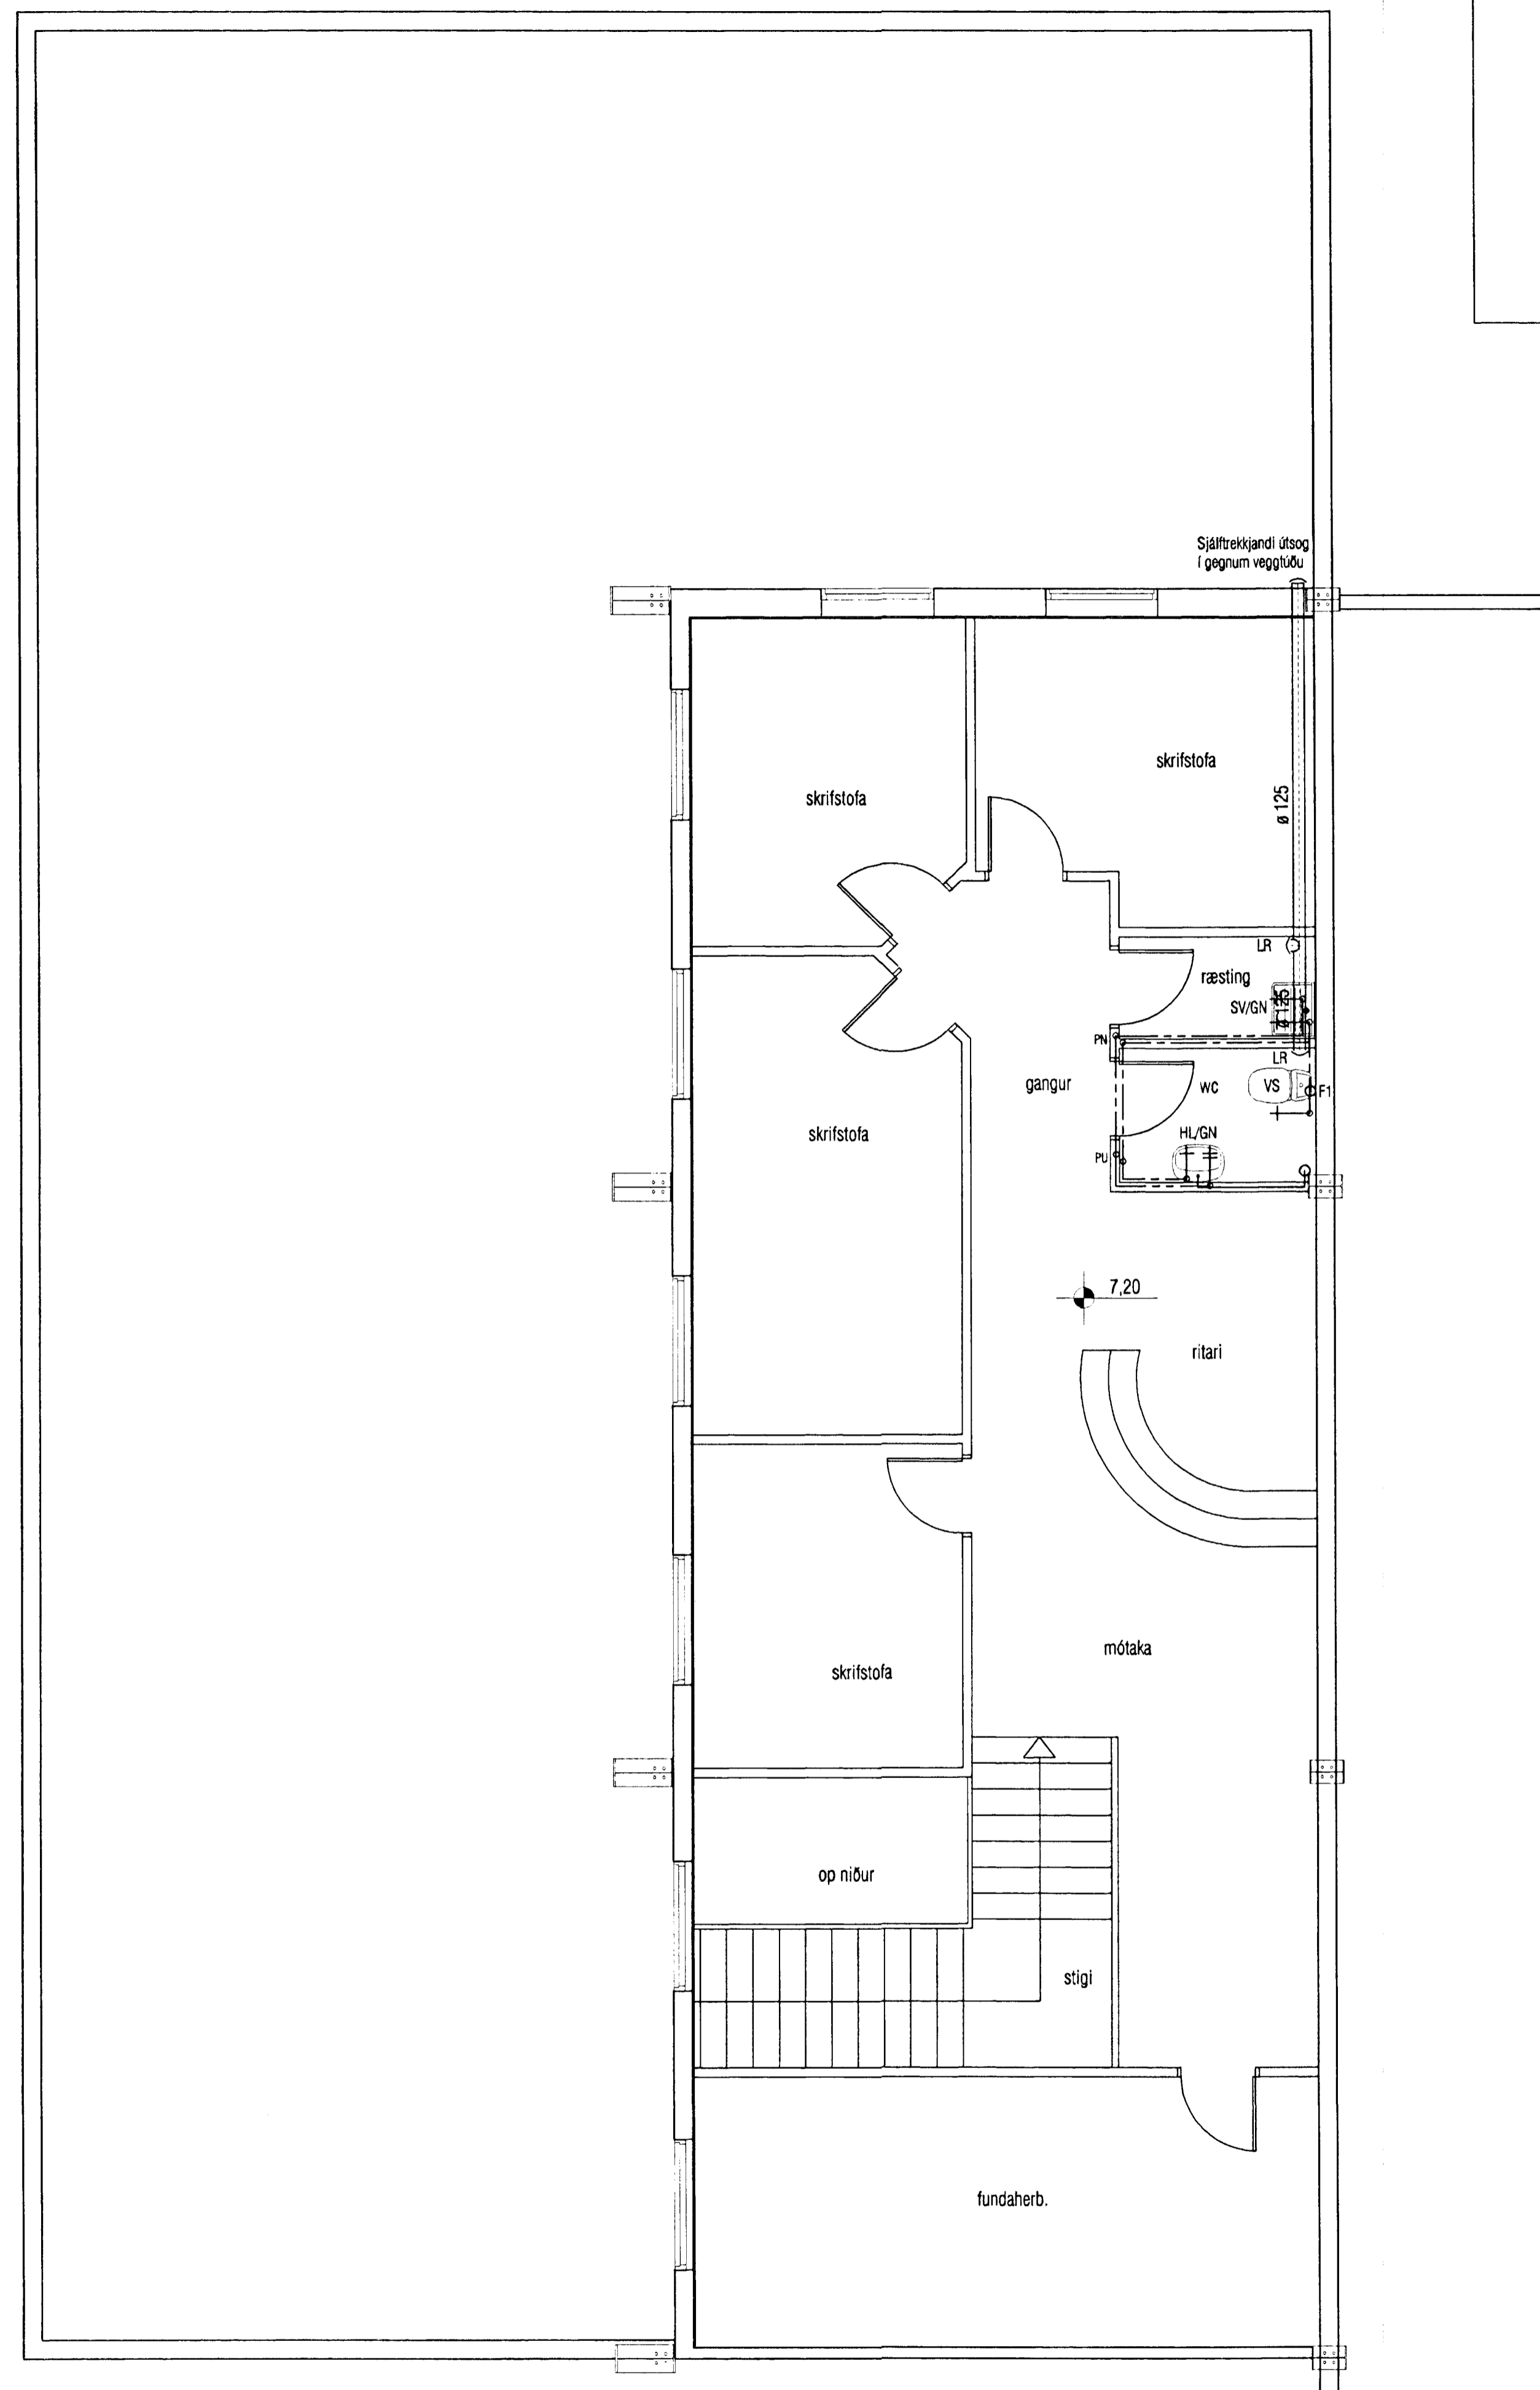 Sjálftrekkjandi útsog
í gegnum veggtúðu
skrifstofa
skrifstofa
ø 125
LR
ræsting
SV/GN
ø 125
PN
LR
gangur
WC
VS
F1
HL/GN
skrifstofa
PU
7,20
ritari
mótaka
skrifstofa
op niður
stigi
fundaherb.